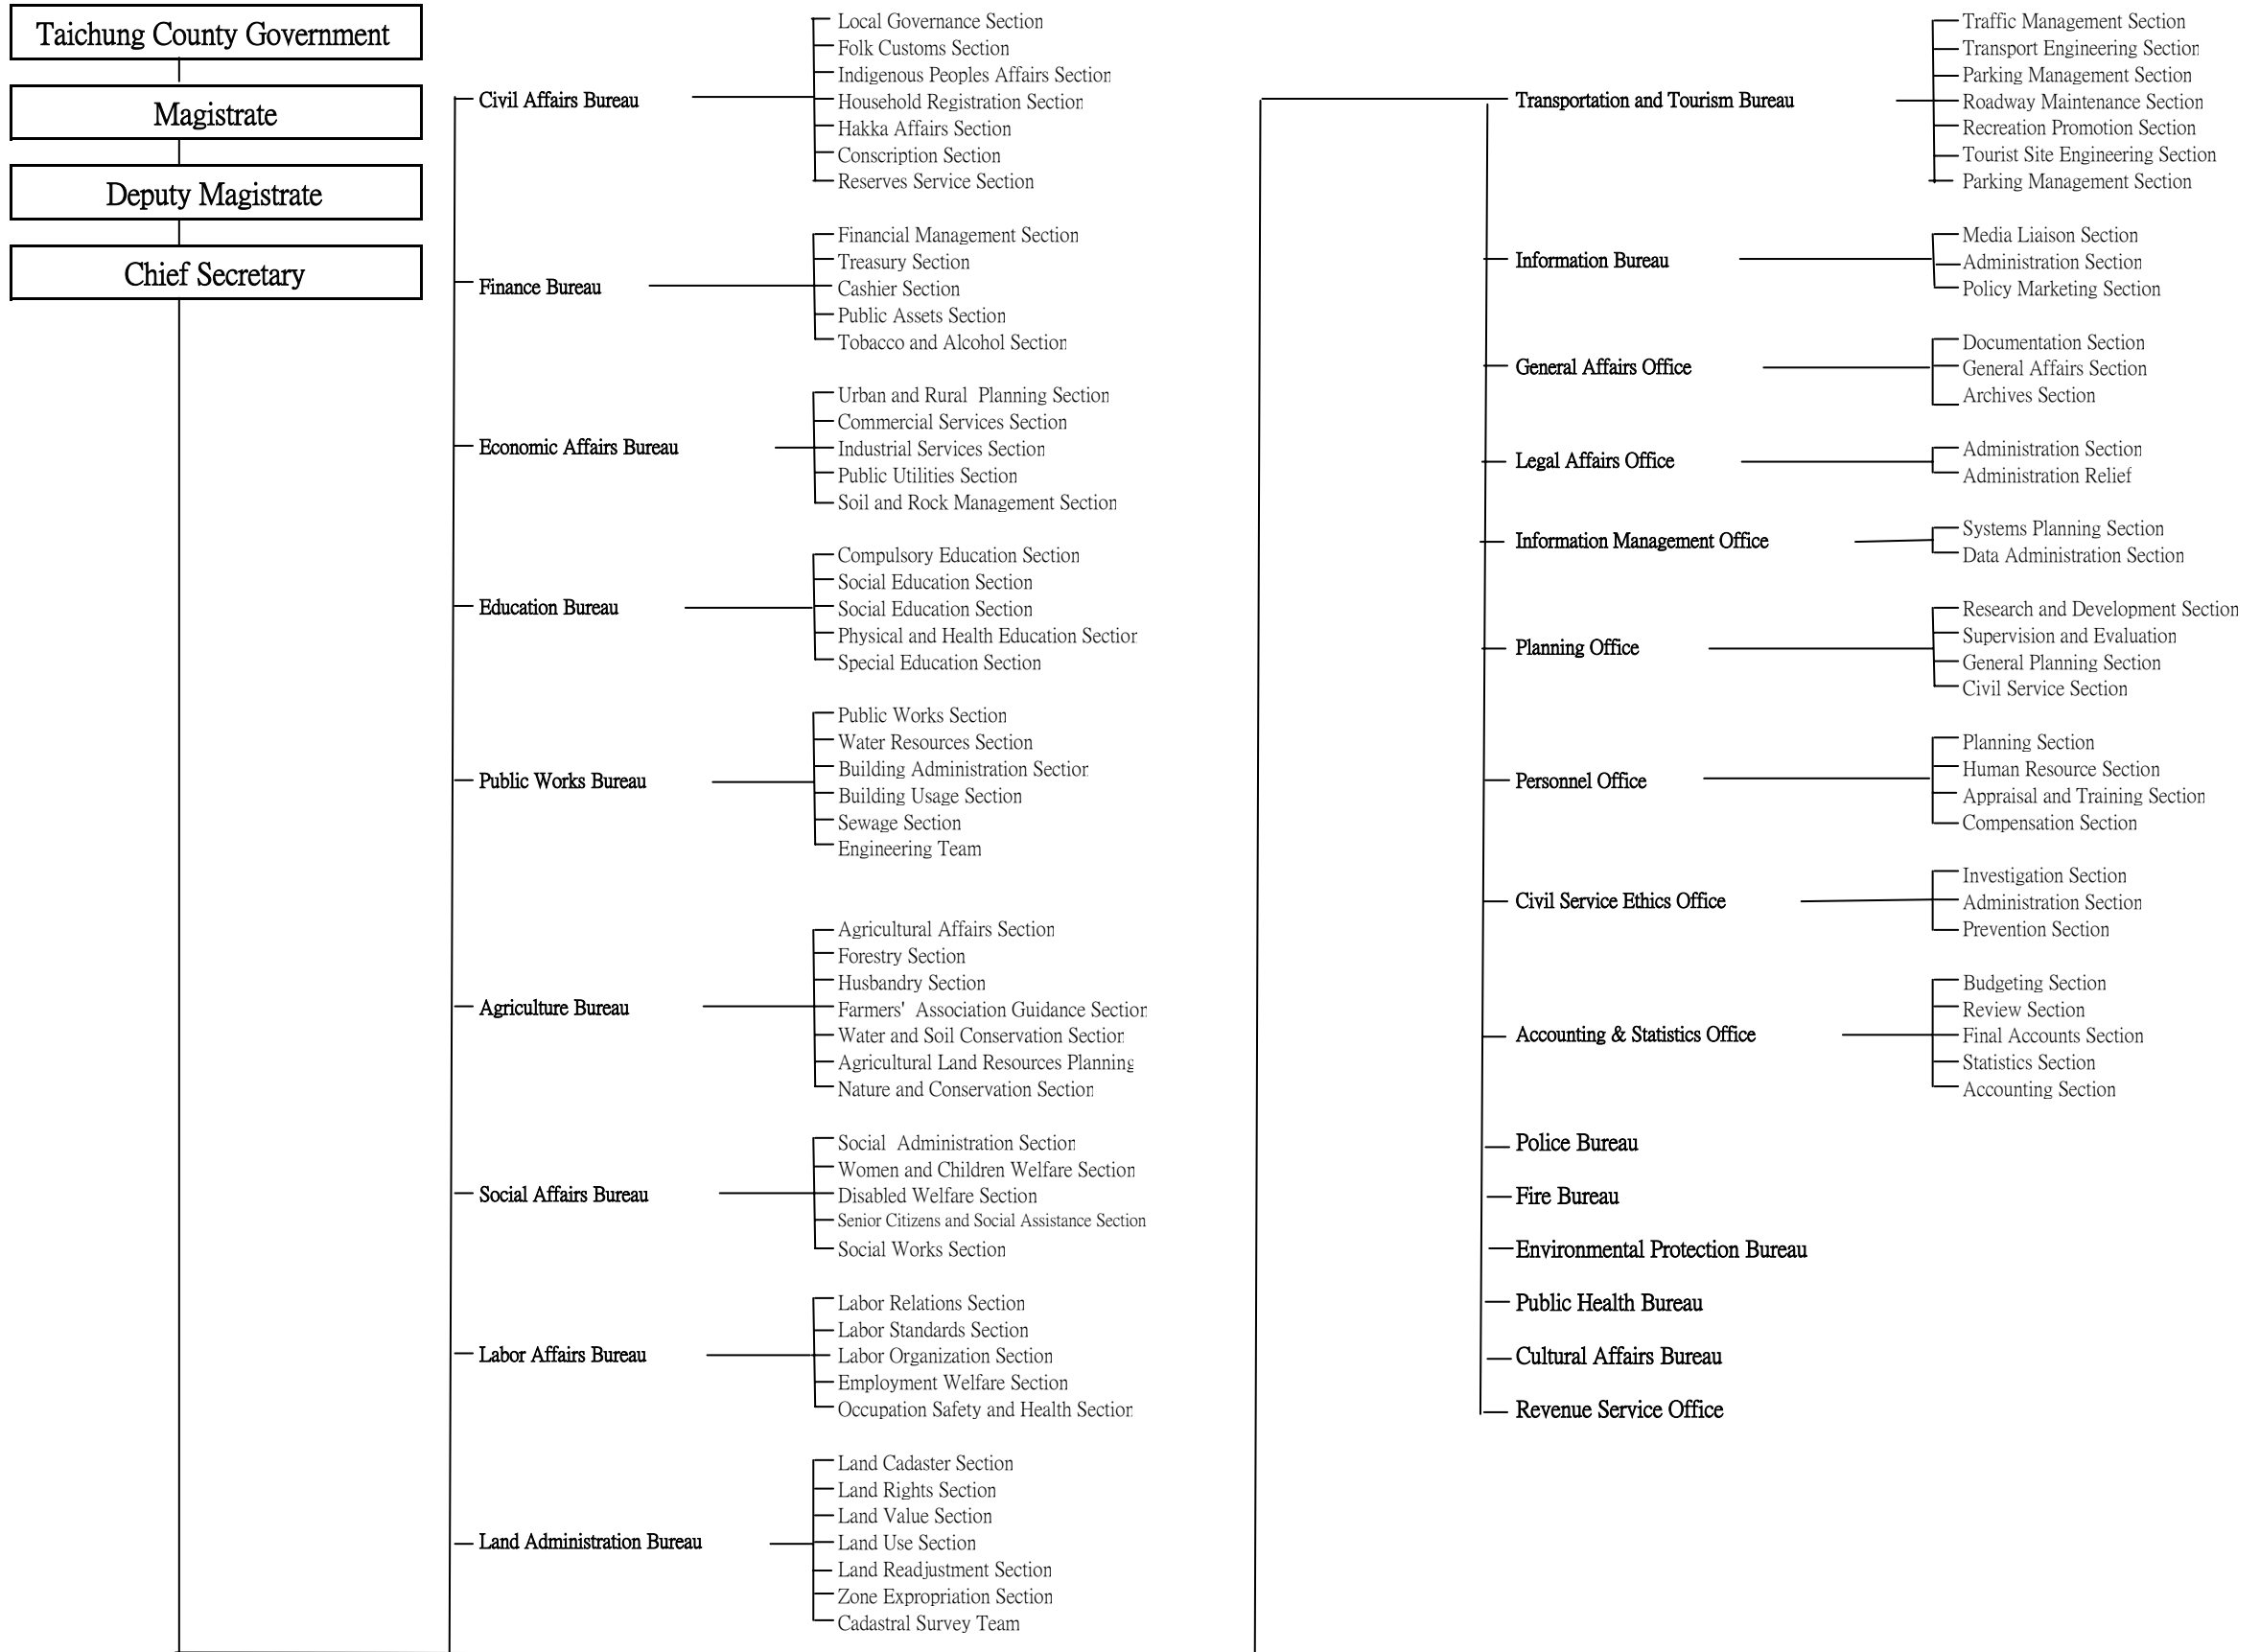 Taichung County Government
Magistrate
Deputy Magistrate
Chief Secretary
Civil Affairs Bureau
Local Governance Section
Folk Customs Section
Indigenous Peoples Affairs Section
Household Registration Section
Hakka Affairs Section
Conscription Section
Reserves Service Section
Finance Bureau
Financial Management Section
Treasury Section
Cashier Section
Public Assets Section
Tobacco and Alcohol Section
Economic Affairs Bureau
Urban and Rural Planning Section
Commercial Services Section
Industrial Services Section
Public Utilities Section
Soil and Rock Management Section
Education Bureau
Compulsory Education Section
Social Education Section
Social Education Section
Physical and Health Education Section
Special Education Section
Public Works Bureau
Public Works Section
Water Resources Section
Building Administration Section
Building Usage Section
Sewage Section
Engineering Team
Agriculture Bureau
Agricultural Affairs Section
Forestry Section
Husbandry Section
Farmers' Association Guidance Section
Water and Soil Conservation Section
Agricultural Land Resources Planning
Nature and Conservation Section
Social Affairs Bureau
Social Administration Section
Women and Children Welfare Section
Disabled Welfare Section
Senior Citizens and Social Assistance Section
Social Works Section
Labor Affairs Bureau
Labor Relations Section
Labor Standards Section
Labor Organization Section
Employment Welfare Section
Occupation Safety and Health Section
Land Administration Bureau
Land Cadaster Section
Land Rights Section
Land Value Section
Land Use Section
Land Readjustment Section
Zone Expropriation Section
Cadastral Survey Team
Transportation and Tourism Bureau
Traffic Management Section
Transport Engineering Section
Parking Management Section
Roadway Maintenance Section
Recreation Promotion Section
Tourist Site Engineering Section
Parking Management Section
Information Bureau
Media Liaison Section
Administration Section
Policy Marketing Section
General Affairs Office
Documentation Section
General Affairs Section
Archives Section
Legal Affairs Office
Administration Section
Administration Relief
Information Management Office
Systems Planning Section
Data Administration Section
Planning Office
Research and Development Section
Supervision and Evaluation
General Planning Section
Civil Service Section
Personnel Office
Planning Section
Human Resource Section
Appraisal and Training Section
Compensation Section
Civil Service Ethics Office
Investigation Section
Administration Section
Prevention Section
Accounting & Statistics Office
Budgeting Section
Review Section
Final Accounts Section
Statistics Section
Accounting Section
Police Bureau
Fire Bureau
Environmental Protection Bureau
Public Health Bureau
Cultural Affairs Bureau
Revenue Service Office